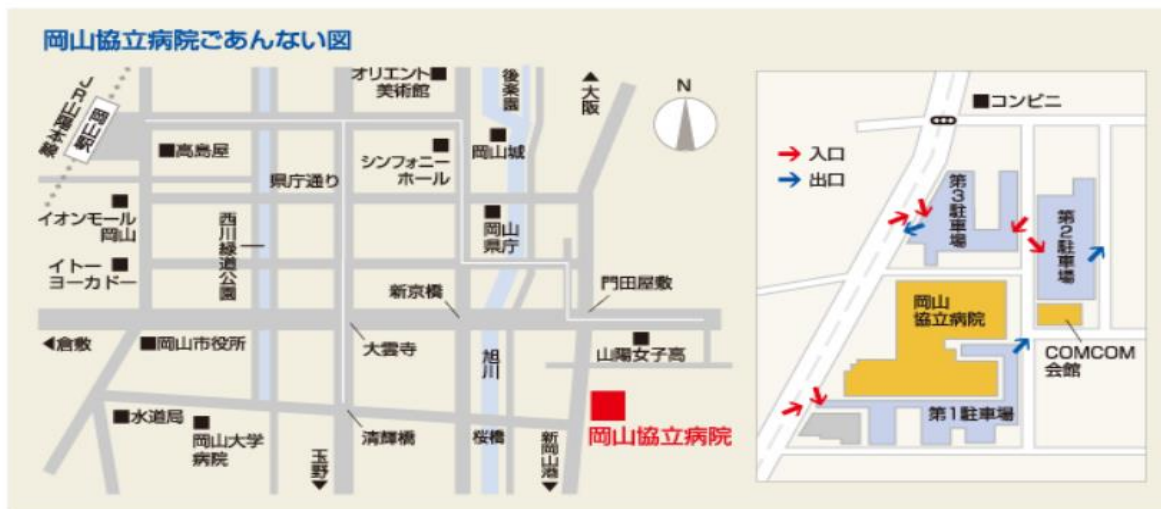 岡山協立病院ごあんない図
JR山陽本線
岡山駅
オリエント
美術館
後楽園
大阪
N
高島屋
県庁通り
シンフォニー
ホール
岡山城
イオンモール
岡山
西川緑道公園
岡山
県庁
イトー
ヨーカドー
新京橋
門田屋敷
倉敷
岡山市役所
大雲寺
旭川
山陽女子高
水道局
岡山大学
病院
清輝橋
桜橋
玉野
新岡山港
岡山協立病院
コンビニ
入口
出口
第3駐車場
第2駐車場
岡山
協立病院
COMCOM
会館
第1駐車場